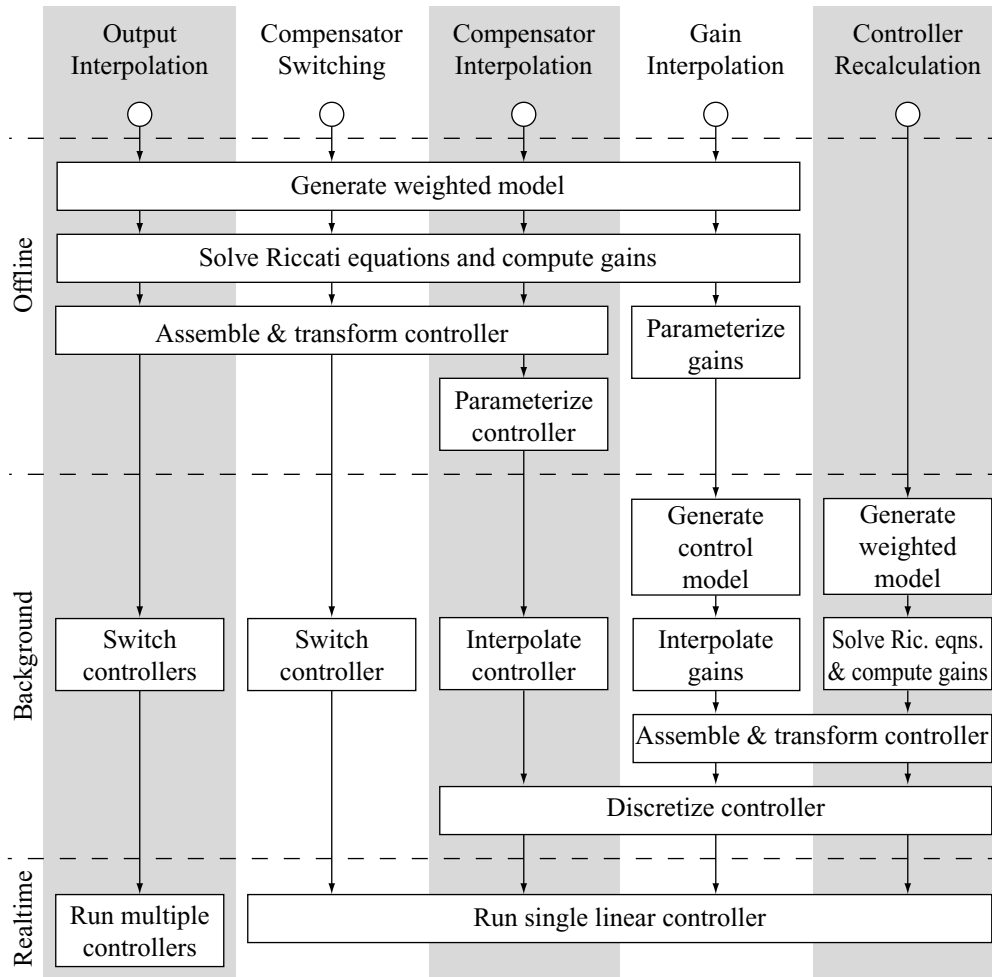 Output
Interpolation
Compensator
Switching
Compensator
Interpolation
Gain
Interpolation
Controller
Recalculation
Offline
Generate weighted model
Solve Riccati equations and compute gains
Assemble & transform controller
Parameterize
gains
Parameterize
controller
Background
Generate
control
model
Generate
weighted
model
Switch
controllers
Switch
controller
Interpolate
controller
Interpolate
gains
Solve Ric. eqns.
& compute gains
Assemble & transform controller
Discretize controller
Realtime
Run multiple
controllers
Run single linear controller